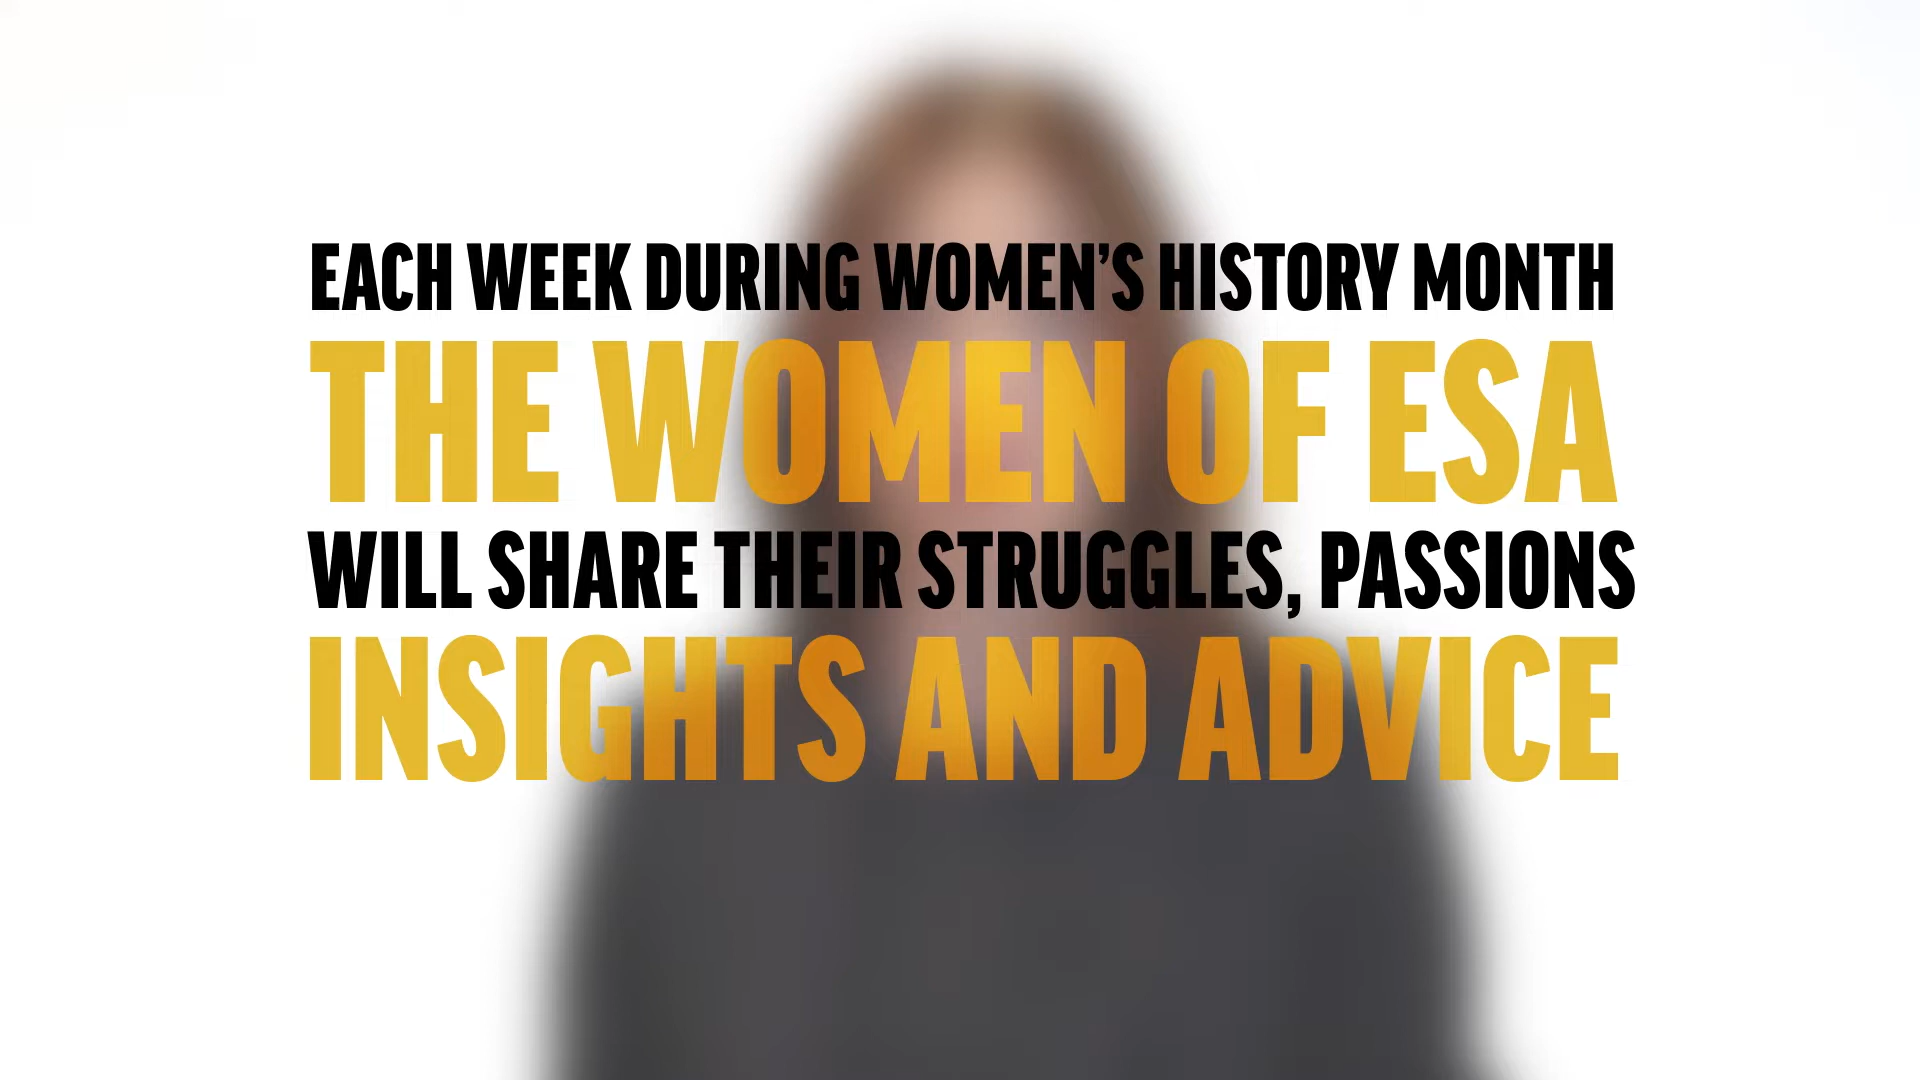 EACH WEEK DURING WOMEN’S HISTORY MONTH
THE WOMEN OF ESA
WILL SHARE THEIR STRUGGLES, PASSIONS
INSIGHTS AND ADVICE